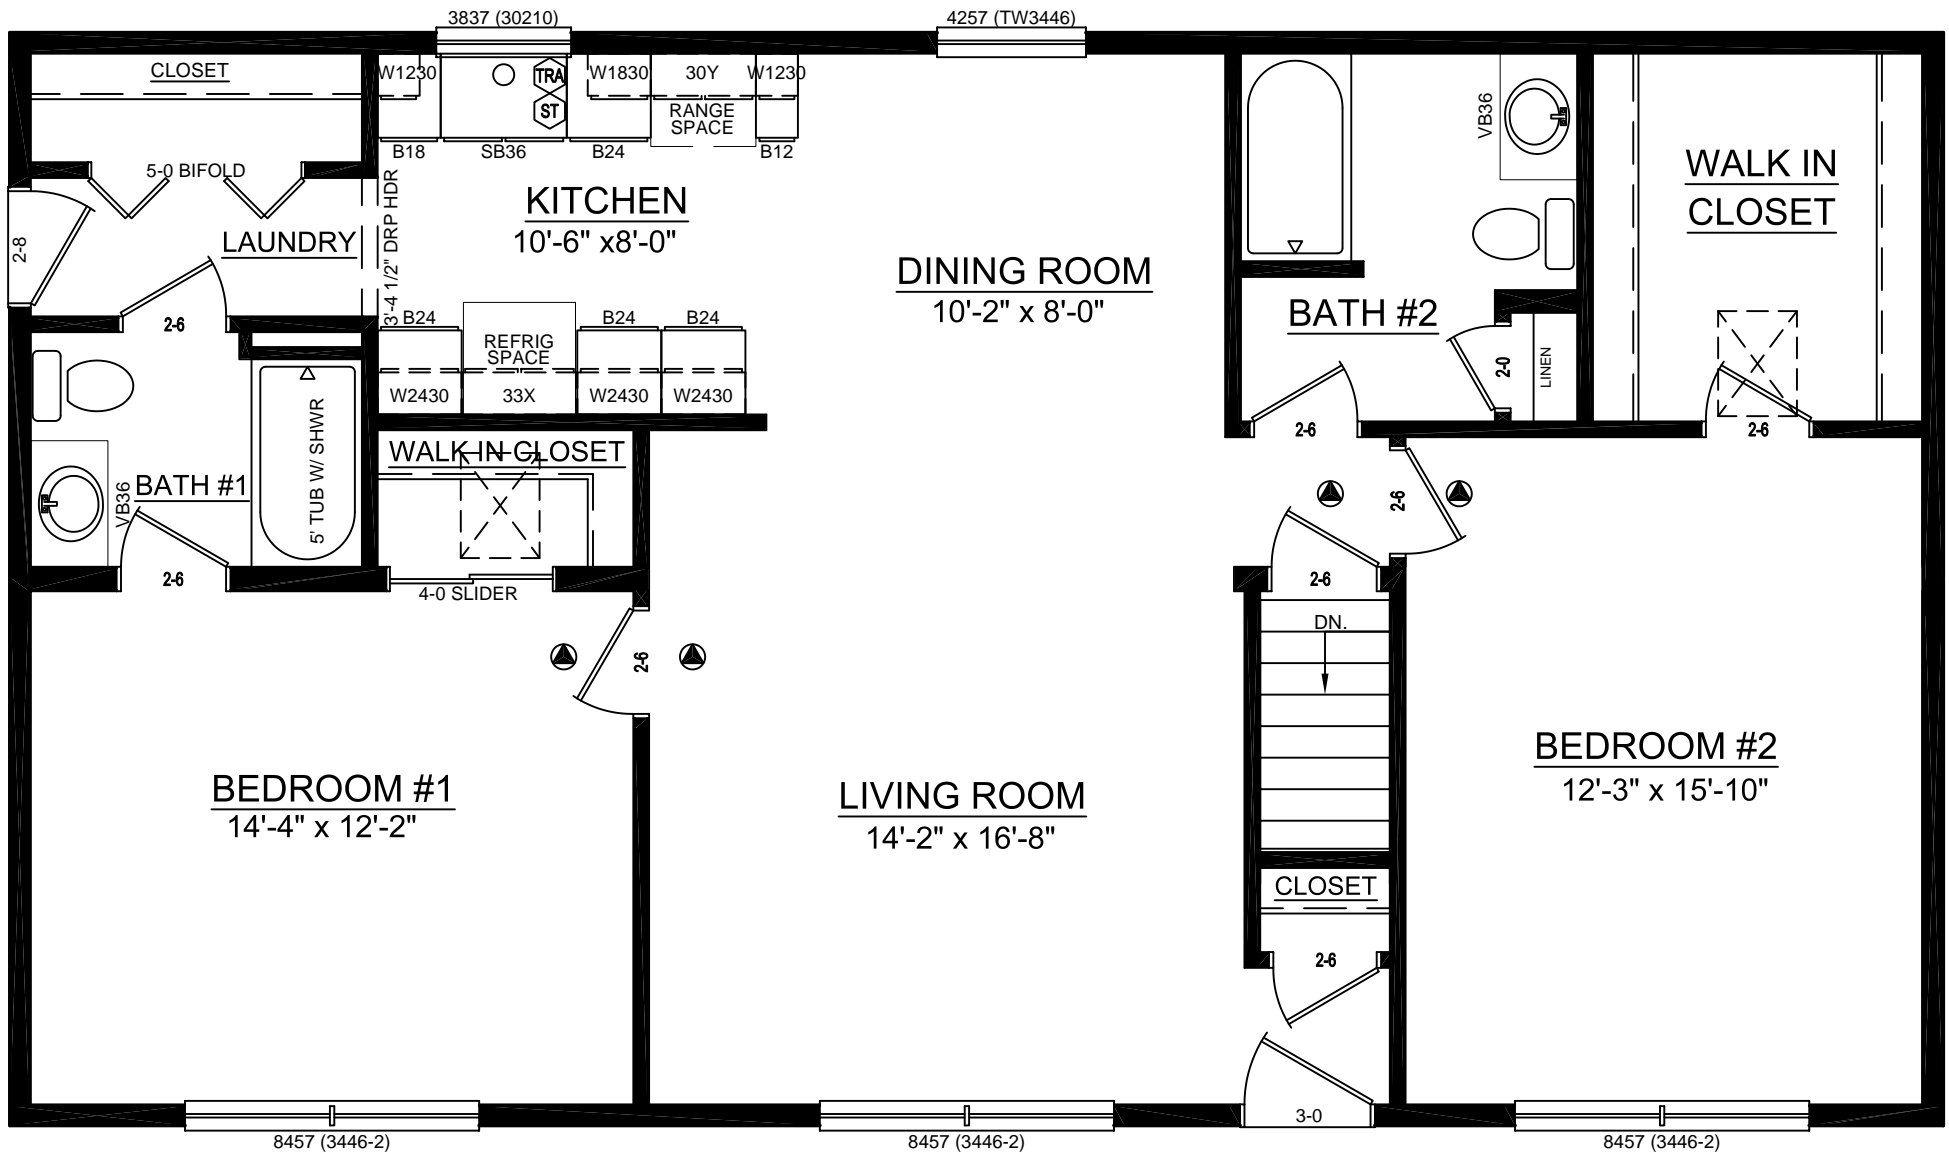 3837 (30210)
4257 (TW3446)
CLOSET
W1230
TRA
ST
W1830
30Y
W1230
RANGE
SPACE
B18
SB36
B24
B12
5-0 BIFOLD
2-8
LAUNDRY
3'-4 1/2" DRP HDR
KITCHEN
10'-6" x8'-0"
DINING ROOM
10'-2" x 8'-0"
VB36
WALK IN
CLOSET
BATH #2
2-0
LINEN
2-6
B24
REFRIG
SPACE
B24
B24
W2430
33X
W2430
W2430
5' TUB W/ SHWR
VB36
BATH #1
2-6
WALK IN CLOSET
4-0 SLIDER
2-6
2-6
2-6
2-6
2-6
DN.
BEDROOM #1
14'-4" x 12'-2"
LIVING ROOM
14'-2" x 16'-8"
BEDROOM #2
12'-3" x 15'-10"
CLOSET
2-6
3-0
8457 (3446-2)
8457 (3446-2)
8457 (3446-2)